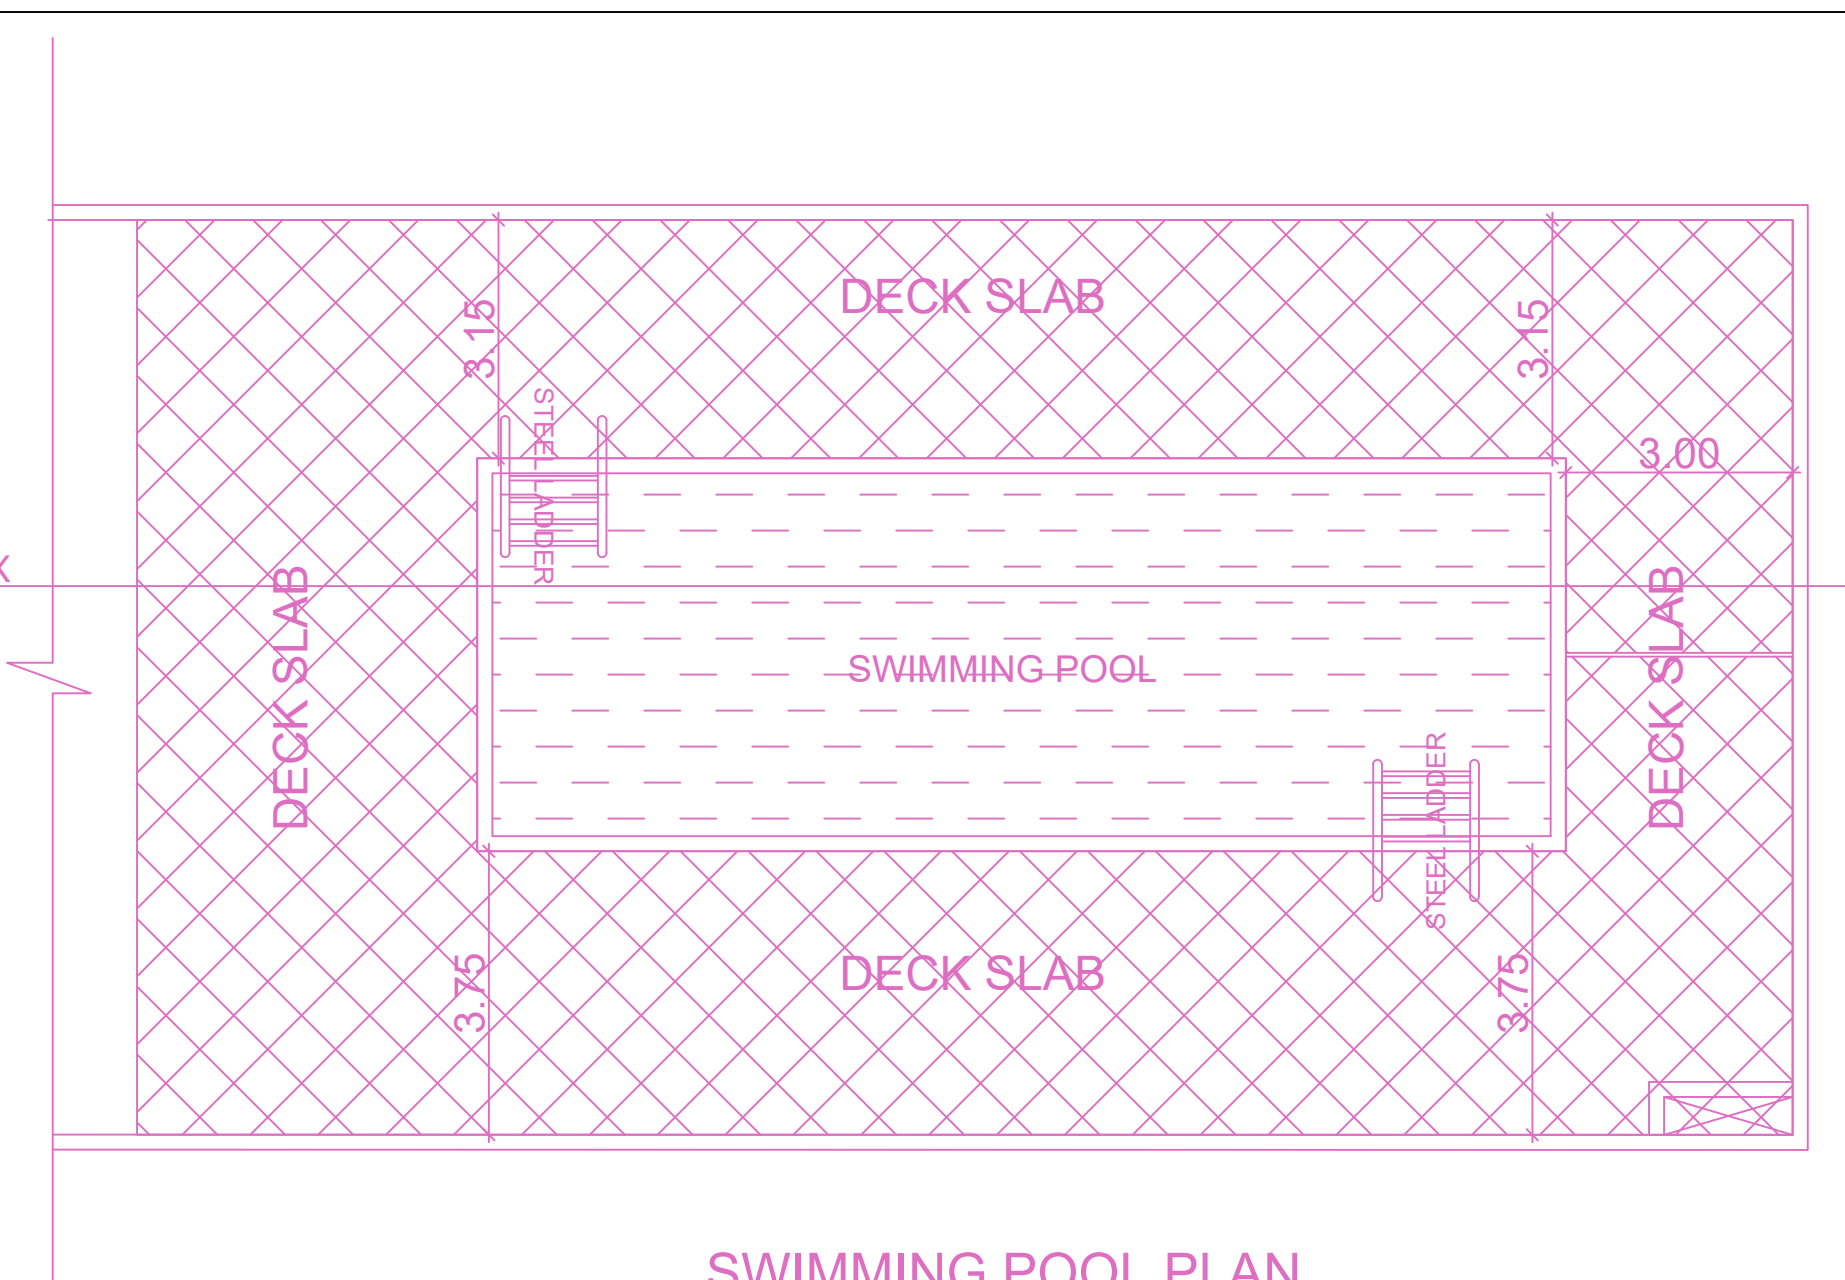 DECK SLAB
3.15
3.15
STEEL LADDER
3.00
X
DECK SLAB
DECK SLAB
SWIMMING POOL
STEEL LADDER
DECK SLAB
3.75
3.75
SWIMMING POOL PLAN